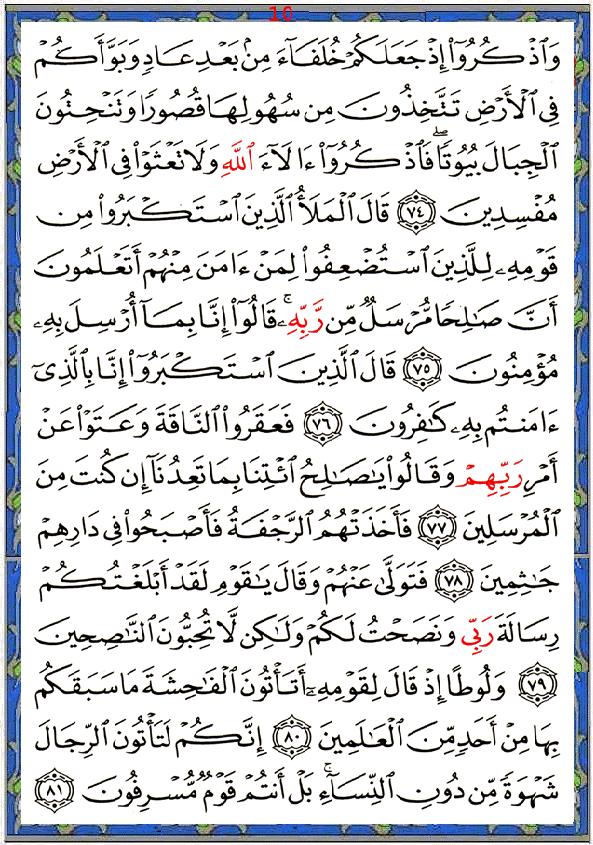 10
وَٱذۡكُرُوٓاْ إِذۡ جَعَلَكُمۡ خُلَفَآءَ مِنۢ بَعۡدِ عَادٖ وَبَوَّأَكُمۡ
فِي ٱلۡأَرۡضِ تَتَّخِذُونَ مِن سُهُولِهَا قُصُورٗا وَتَنۡحِتُونَ
ٱلۡجِبَالَ بُيُوتٗاۖ فَٱذۡكُرُوٓاْ ءَالَآءَ ٱللَّهِ وَلَا تَعۡثَوۡاْ فِي ٱلۡأَرۡضِ
مُفۡسِدِينَ ٧٤ قَالَ ٱلۡمَلَأُ ٱلَّذِينَ ٱسۡتَكۡبَرُواْ مِن
قَوۡمِهِۦ لِلَّذِينَ ٱسۡتُضۡعِفُواْ لِمَنۡ ءَامَنَ مِنۡهُمۡ أَتَعۡلَمُونَ
أَنَّ صَٰلِحٗا مُّرۡسَلٞ مِّن رَّبِّهِۦۚ قَالُوٓاْ إِنَّا بِمَآ أُرۡسِلَ بِهِۦ
مُؤۡمِنُونَ ٧٥ قَالَ ٱلَّذِينَ ٱسۡتَكۡبَرُوٓاْ إِنَّا بِٱلَّذِيٓ
ءَامَنتُم بِهِۦ كَٰفِرُونَ ٧٦ فَعَقَرُواْ ٱلنَّاقَةَ وَعَتَوۡاْ عَنۡ
أَمۡرِ رَبِّهِمۡ وَقَالُواْ يَٰصَٰلِحُ ٱئۡتِنَا بِمَا تَعِدُنَآ إِن كُنتَ مِنَ
ٱلۡمُرۡسَلِينَ ٧٧ فَأَخَذَتۡهُمُ ٱلرَّجۡفَةُ فَأَصۡبَحُواْ فِي دَارِهِمۡ
جَٰثِمِينَ ٧٨ فَتَوَلَّىٰ عَنۡهُمۡ وَقَالَ يَٰقَوۡمِ لَقَدۡ أَبۡلَغۡتُكُمۡ
رِسَالَةَ رَبِّي وَنَصَحۡتُ لَكُمۡ وَلَٰكِن لَّا تُحِبُّونَ ٱلنَّٰصِحِينَ
٧٩ وَلُوطًا إِذۡ قَالَ لِقَوۡمِهِۦٓ أَتَأۡتُونَ ٱلۡفَٰحِشَةَ مَا سَبَقَكُم
بِهَا مِنۡ أَحَدٖ مِّنَ ٱلۡعَٰلَمِينَ ٨٠ إِنَّكُمۡ لَتَأۡتُونَ ٱلرِّجَالَ
شَهۡوَةٗ مِّن دُونِ ٱلنِّسَآءِۚ بَلۡ أَنتُمۡ قَوۡمٞ مُّسۡرِفُونَ ٨١